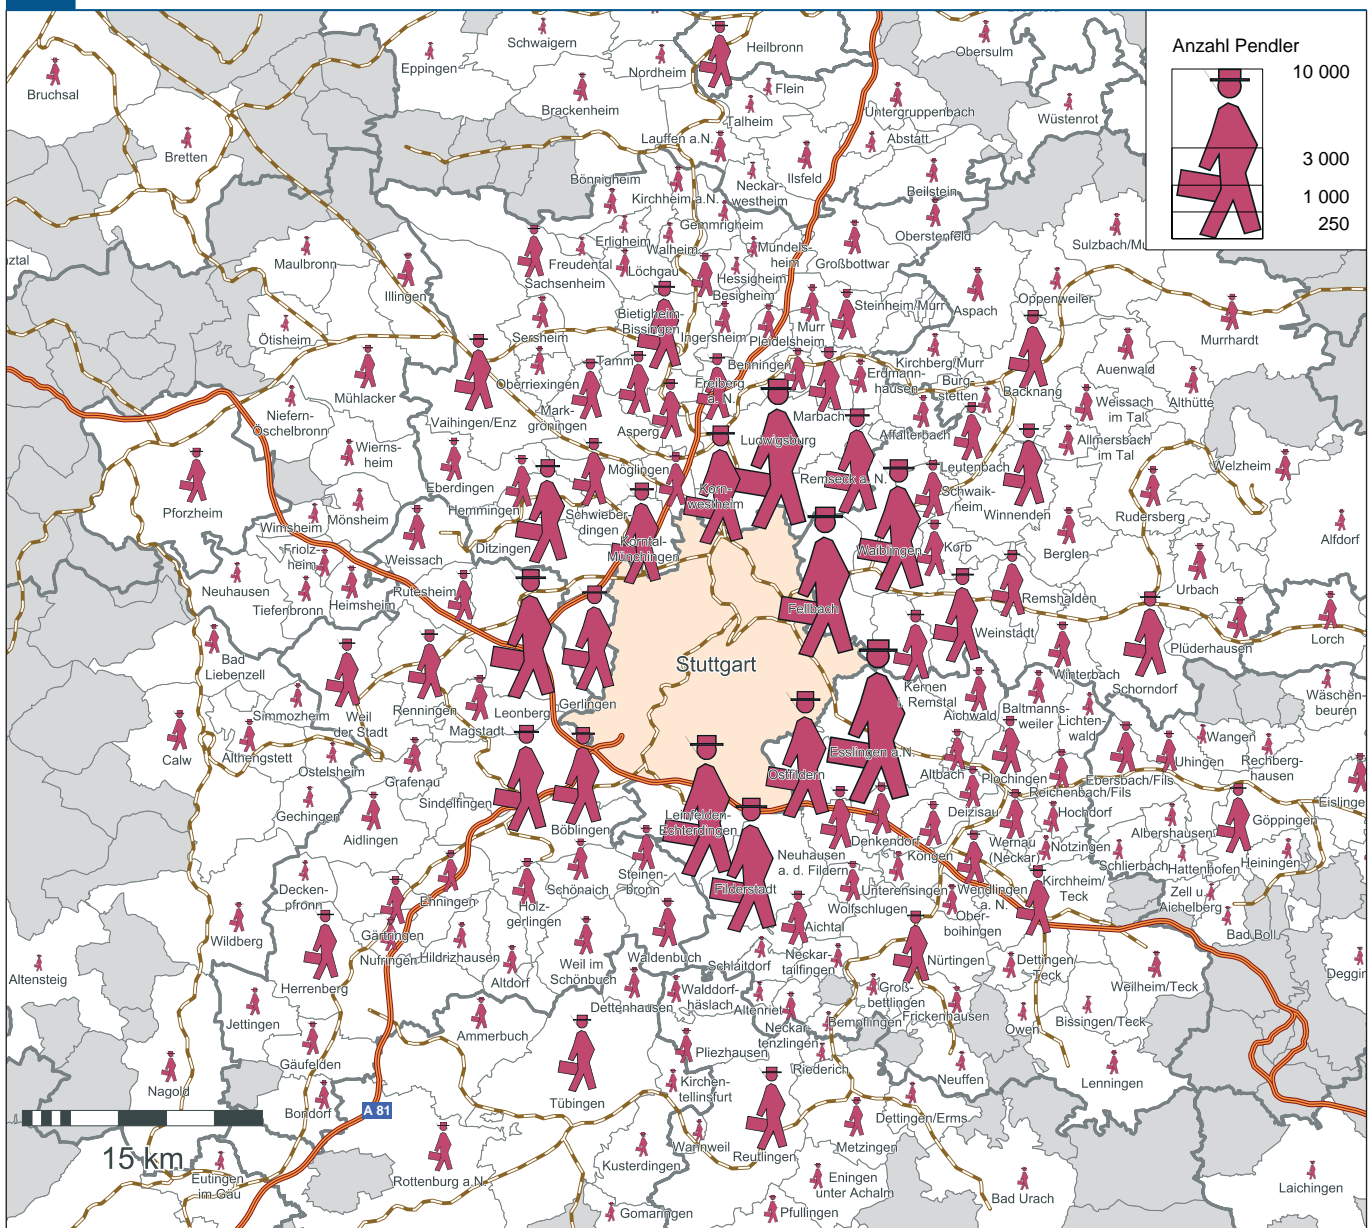 Anzahl Pendler
10 000
3 000
1 000
250
Schwaigern
Heilbronn
Obersulm
Eppingen
Nordheim
Bruchsal
Flein
Brackenheim
Talheim
Untergruppenbach
Wüstenrot
Bretten
Lauffen a.N.
Abstatt
Bönnigheim
Neckar-
westheim
Ilsfeld
Beilstein
Kirchheim a.N.
Gemmrigheim
Erligheim
Walheim
Mundels-
heim
Oberstenfeld
Sulzbach/Mu
nztal
Maulbronn
Freudental
Löchgau
Hessigheim
Großbottwar
Illingen
Sachsenheim
Besigheim
Oppenweiler
Steinheim/Murr
Aspach
Bietigheim-
Bissingen
Ingersheim
Murr
Pleidelsheim
Ötisheim
Sersheim
Murrhardt
Tamm
Benningen
Kirchberg/Murr
Auenwald
Oberriexingen
Freiberg
a. N.
Erdmann-
hausen
Burg-
stetten
Backnang
Mühlacker
Weissach
im Tal
Althütte
Niefern-
Öschelbronn
Vaihingen/Enz
Mark-
gröningen
Asperg
Marbach
Affalterbach
Ludwigsburg
Allmersbach
im Tal
Wierns-
heim
Möglingen
Remseck a. N.
Leutenbach
Welzheim
Eberdingen
Korn-
westheim
Schwaik-
heim
Pforzheim
Mönsheim
Hemmingen
Schwieber-
dingen
Winnenden
Rudersberg
Wimsheim
Alfdorf
Friolz-
heim
Weissach
Ditzingen
Korntal-
Münchingen
Waiblingen
Korb
Berglen
Neuhausen
Tiefenbronn
Heimsheim
Rutesheim
Fellbach
Remshalden
Urbach
Weinstadt
Lorch
Bad
Liebenzell
Stuttgart
Plüderhausen
Winterbach
Kernen
i. Remstal
Schorndorf
Simmozheim
Weil
der Stadt
Renningen
Leonberg
Gerlingen
Aichwald
Baltmanns-
weiler
Lichten-
wald
Wäschen-
beuren
Magstadt
Calw
Althengstett
Ostelsheim
Esslingen a.N.
Wangen
Rechberg-
hausen
Grafenau
Ostfildern
Altbach
Plochingen
Ebersbach/Fils
Uhingen
Reichenbach/Fils
Gechingen
Sindelfingen
Leinfelden-
Echterdingen
Deizisau
Hochdorf
Eislinge
Aidlingen
Böblingen
Albershausen
Göppingen
Denkendorf
Neuhausen
a. d. Fildern
Köngen
Wernau
(Neckar)
Notzingen
Schlierbach
Hattenhofen
Heiningen
Decken-
pfronn
Ehningen
Schönaich
Steinen-
bronn
Filderstadt
Unterensingen
Wendlingen
a. N.
Kirchheim/
Teck
Zell u.
Aichelberg
Holz-
gerlingen
Wolfschlugen
Ober-
boihingen
Aichtal
Bad Boll
Wildberg
Gärtringen
Nufringen
Hildrizhausen
Weil im
Schönbuch
Waldenbuch
Schlaitdorf
Neckar-
tailfingen
Nürtingen
Dettingen/
Teck
Altensteig
Herrenberg
Altdorf
Weilheim/Teck
Deggin
Dettenhausen
Walddorf-
häslach
Altenriet
Groß-
bettlingen
Frickenhausen
Owen
Bissingen/Teck
Jettingen
Ammerbuch
Neckar-
tenzlingen
Bempflingen
Pliezhausen
Gäufelden
Riederich
Neuffen
Lenningen
Nagold
Bondorf
A 81
Tübingen
Kirchen-
tellinsfurt
Dettingen/Erms
15 km
Wannweil
Reutlingen
Metzingen
Kusterdingen
Eutingen
im Gäu
Rottenburg a.N.
Eningen
unter Achalm
Bad Urach
Laichingen
Gomaringen
Pfullingen